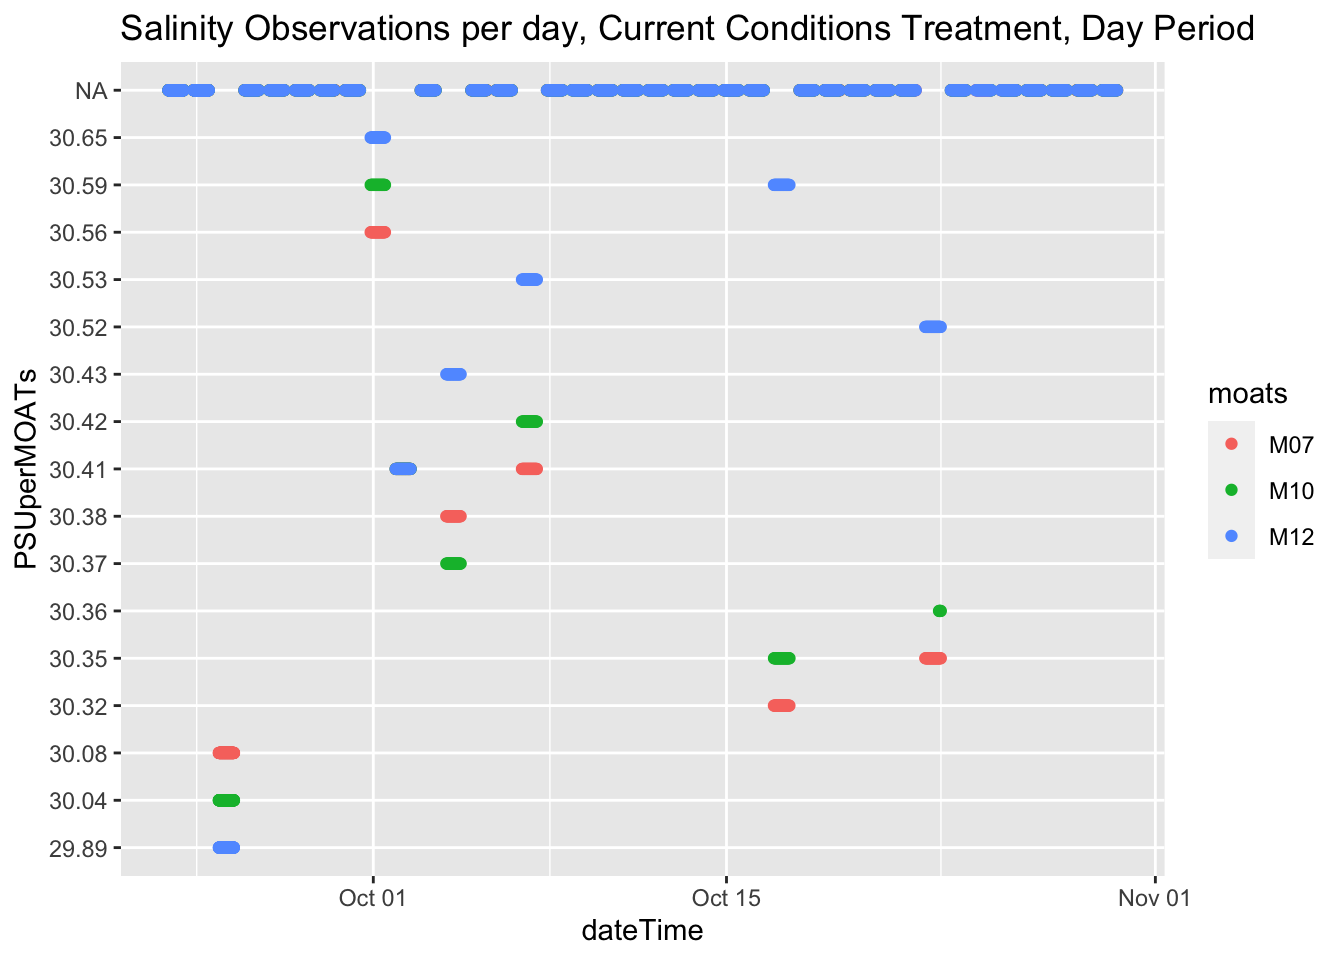 Salinity Observations per day, Current Conditions Treatment, Day Period
NA
30.65
30.59
30.56
30.53
30.52
30.43
30.42
30.41
30.38
30.37
30.36
30.35
30.32
30.08
30.04
29.89
PSUperMOATs
Oct 01
Oct 15
Nov 01
dateTime
moats
M07
M10
M12